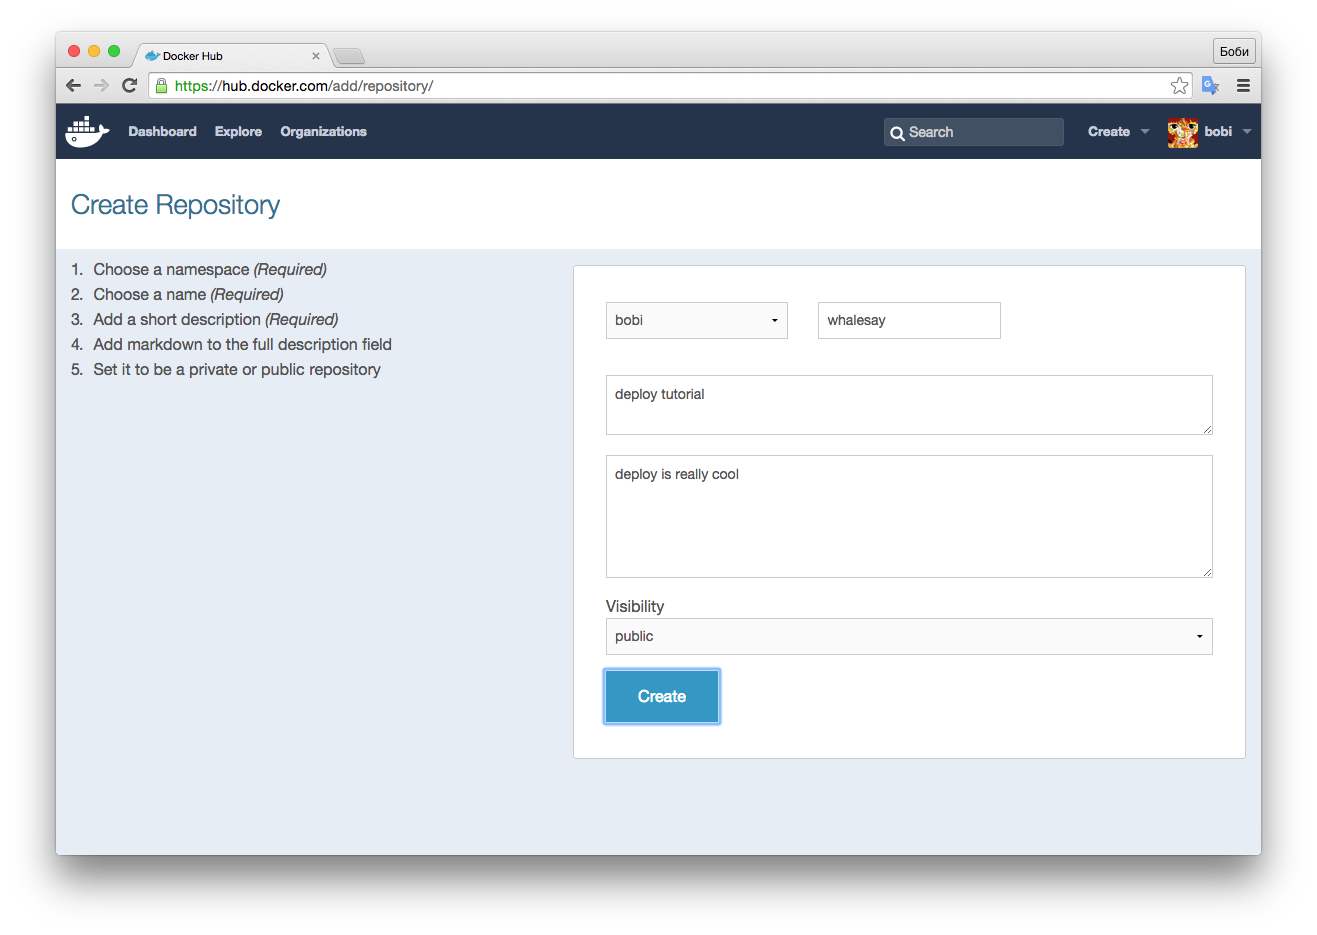 Docker Hub
Боби
https://hub.docker.com/add/repository/
Dashboard Explore Organizations Search Create bobi
Create Repository
1. Choose a namespace (Required)
2. Choose a name (Required)
3. Add a short description (Required)
4. Add markdown to the full description field
5. Set it to be a private or public repository
bobi whalesay
deploy tutorial
deploy is really cool
Visibility
public
Create